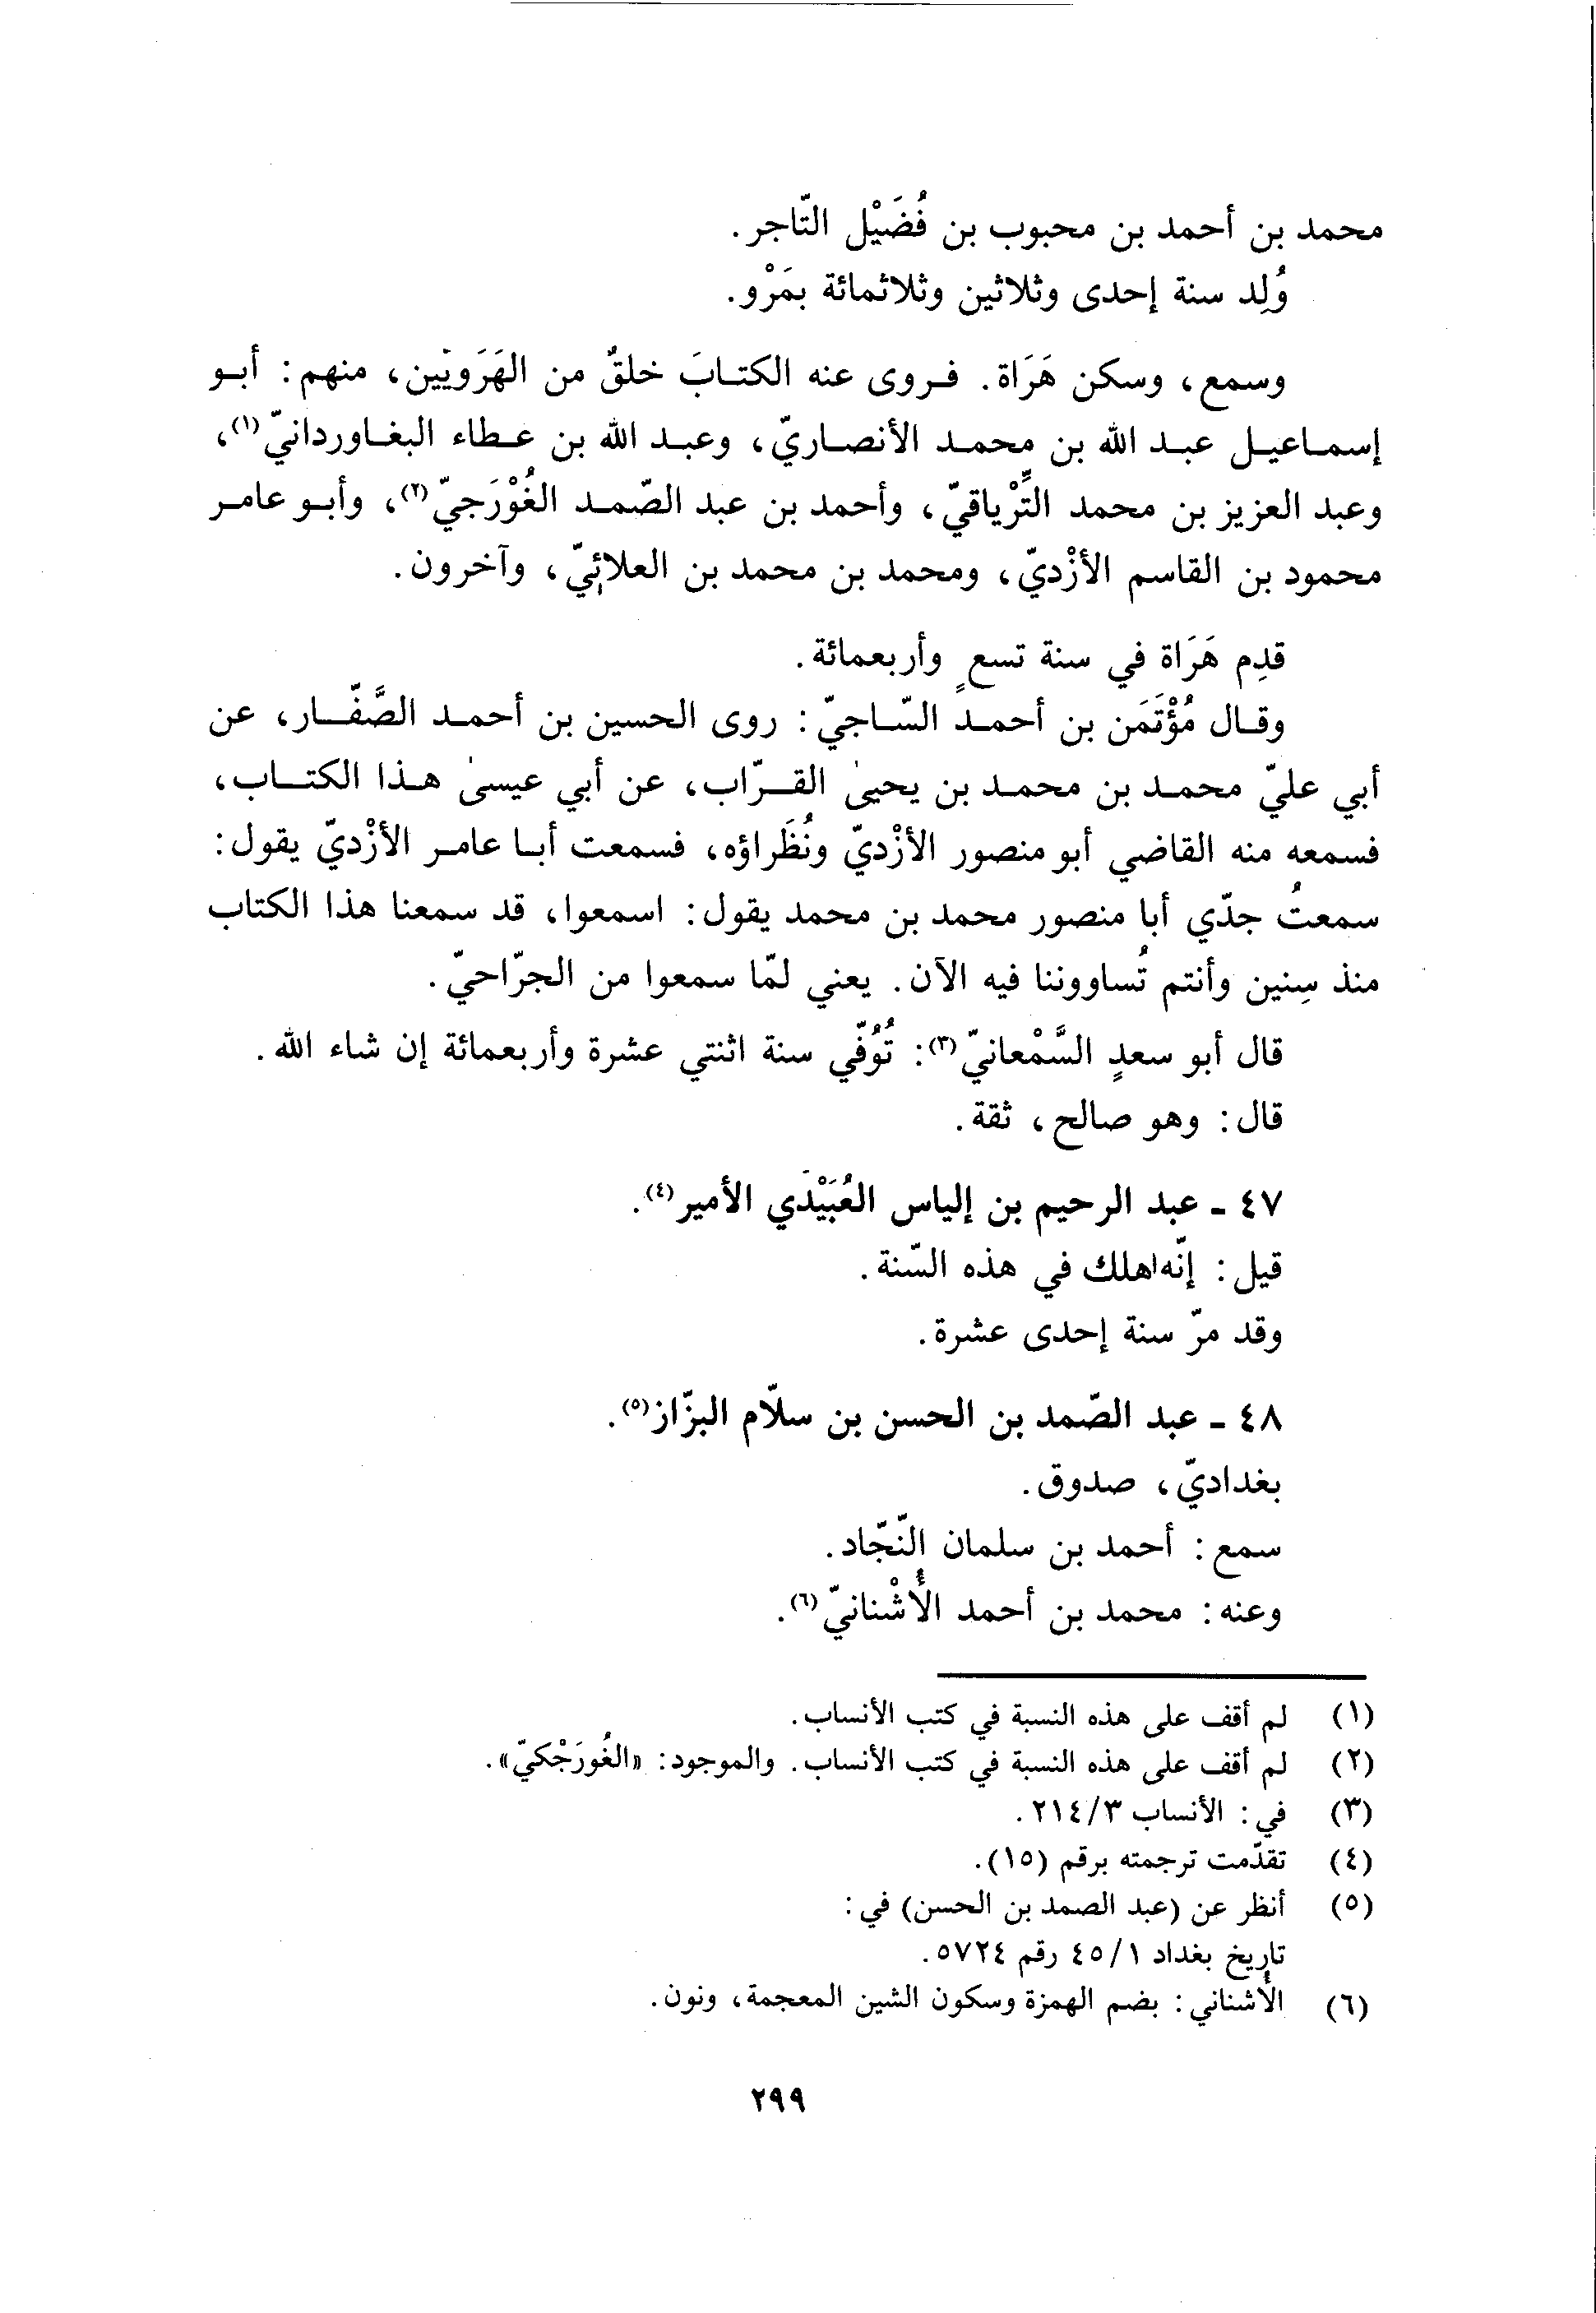 محمد بن أحمد بن محبوب بن فُضَيْل التّاجر.
وُلِد سنة إحدى وثلاثين وثلاثمائة بمَرْو.
وسمع، وسكن هَرَاة. فروى عنه الكتابَ خلقٌ من الهَرَويّين، منهم: أبو
إسماعيل عبد الله بن محمد الأنصاريّ، وعبد الله بن عطاء البغاوردانيّ(١)،
وعبد العزيز بن محمد التِّرْياقيّ، وأحمد بن عبد الصّمد الغُوْرَجيّ(٢)، وأبو عامر
محمود بن القاسم الأزْديّ، ومحمد بن محمد بن العلائيّ، وآخرون.
قدِم هَرَاة في سنة تسعٍ وأربعمائة.
وقال مُؤْتَمَن بن أحمد السّاجيّ: روى الحسين بن أحمد الصَّفّار، عن
أبي عليّ محمد بن محمد بن يحيىٰ القرّاب، عن أبي عيسىٰ هذا الكتاب،
فسمعه منه القاضي أبو منصور الأزْديّ ونُظَراؤه، فسمعت أبا عامر الأزْديّ يقول:
سمعتُ جدّي أبا منصور محمد بن محمد يقول: اسمعوا، قد سمعنا هذا الكتاب
منذ سِنين وأنتم تُساووننا فيه الآن. يعني لمّا سمعوا من الجرّاحيّ.
قال أبو سعدٍ السَّمْعانيّ(٣): تُوُفّي سنة اثنتي عشرة وأربعمائة إن شاء الله.
قال: وهو صالح، ثقة.
٤٧ ـ عبد الرحيم بن إلياس العُبَيْدَي الأمير(٤).
قيل: إنّه اهلك في هذه السّنة.
وقد مرّ سنة إحدى عشرة.
٤٨ ـ عبد الصّمد بن الحسن بن سلاّم البزّاز(٥).
بغداديّ، صدوق.
سمع: أحمد بن سلمان النّجّاد.
وعنه: محمد بن أحمد الأُشْنانيّ(٦).
(١) لم أقف على هذه النسبة في كتب الأنساب.
(٢) لم أقف على هذه النسبة في كتب الأنساب. والموجود: «الغُورَجْكيّ».
(٣) في: الأنساب ٢١٤/٣.
(٤) تقدّمت ترجمته برقم (١٥).
(٥) أنظر عن (عبد الصمد بن الحسن) في:
تاريخ بغداد ٤٥/١ رقم ٥٧٢٤.
(٦) الأُشناني: بضم الهمزة وسكون الشين المعجمة، ونون.
٢٩٩